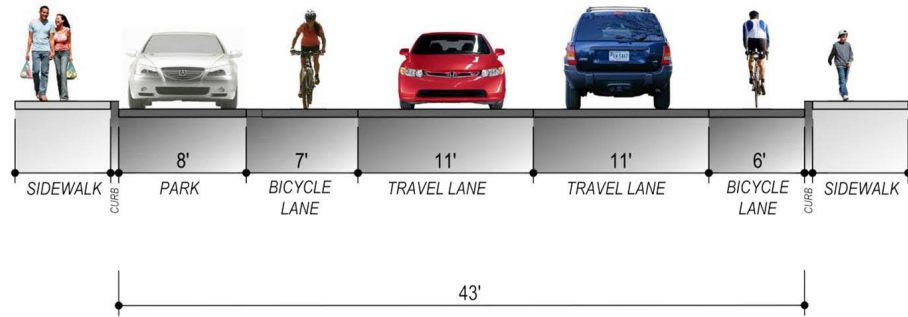 8' 7' 11' 11' 6'
SIDEWALK CURB PARK BICYCLE LANE TRAVEL LANE TRAVEL LANE BICYCLE LANE CURB SIDEWALK
43'